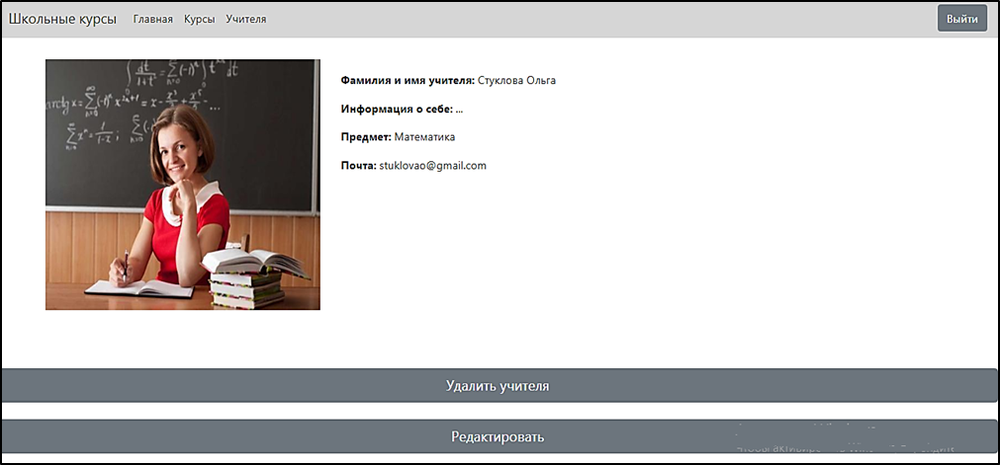 Школьные курсы Главная Курсы Учителя Выйти
Фамилия и имя учителя: Стуклова Ольга
Информация о себе: ...
Предмет: Математика
Почта: stuklovao@gmail.com
Удалить учителя
Редактировать